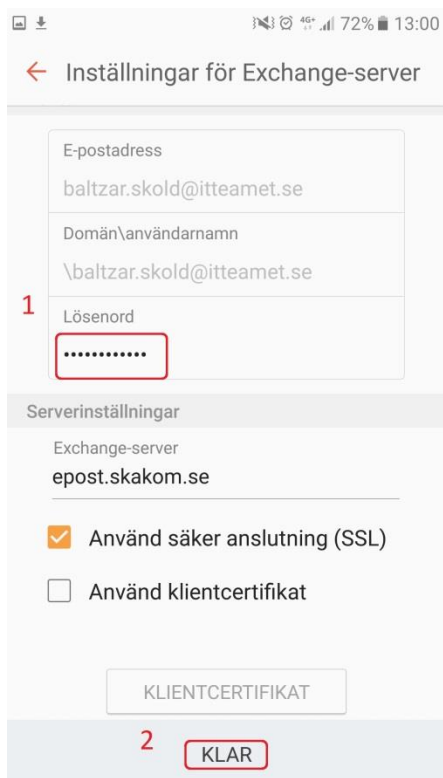 4G+ 72% 13:00
Inställningar för Exchange-server
E-postadress
baltzar.skold@itteamet.se
Domän\användarnamn
\baltzar.skold@itteamet.se
1
Lösenord
••••••••••••
Serverinställningar
Exchange-server
epost.skakom.se
Använd säker anslutning (SSL)
Använd klientcertifikat
KLIENTCERTIFIKAT
2
KLAR